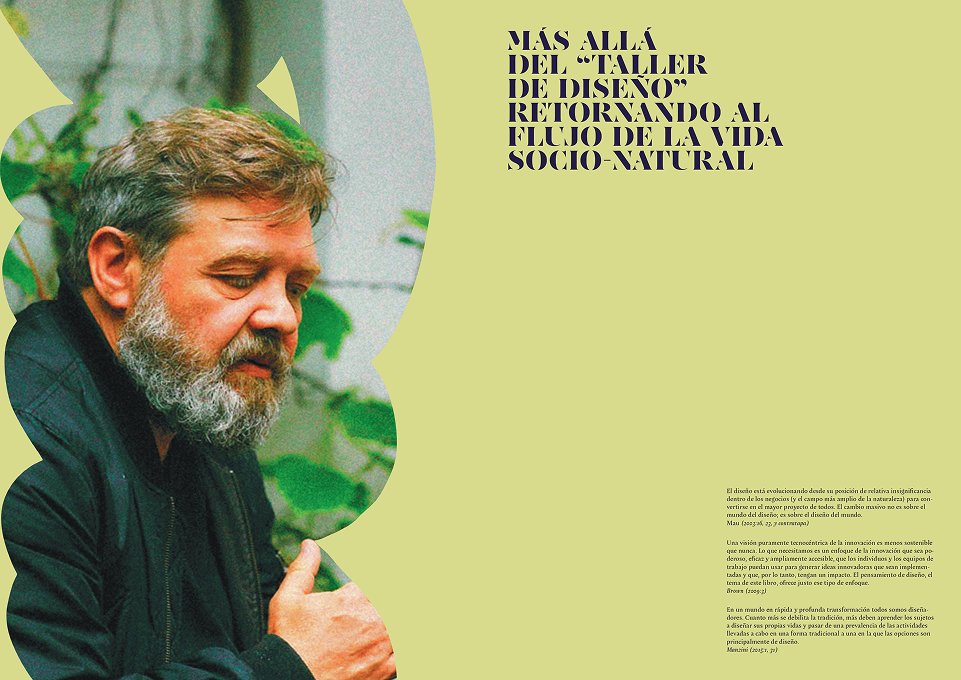 MÁS ALLÁ
DEL “TALLER
DE DISEÑO”
RETORNANDO AL
FLUJO DE LA VIDA
SOCIO-NATURAL
El diseño está evolucionando desde su posición de relativa insignificancia
dentro de los negocios (y el campo más amplio de la naturaleza) para con-
vertirse en el mayor proyecto de todos. El cambio masivo no es sobre el
mundo del diseño; es sobre el diseño del mundo.
Mau (2003:16, 23, y contratapa)
Una visión puramente tecnocéntrica de la innovación es menos sostenible
que nunca. Lo que necesitamos es un enfoque de la innovación que sea po-
deroso, eficaz y ampliamente accesible, que los individuos y los equipos de
trabajo puedan usar para generar ideas innovadoras que sean implemen-
tadas y que, por lo tanto, tengan un impacto. El pensamiento de diseño, el
tema de este libro, ofrece justo ese tipo de enfoque.
Brown (2009:3)
En un mundo en rápida y profunda transformación todos somos diseña-
dores. Cuanto más se debilita la tradición, más deben aprender los sujetos
a diseñar sus propias vidas y pasar de una prevalencia de las actividades
llevadas a cabo en una forma tradicional a una en la que las opciones son
principalmente de diseño.
Manzini (2015:1, 31)